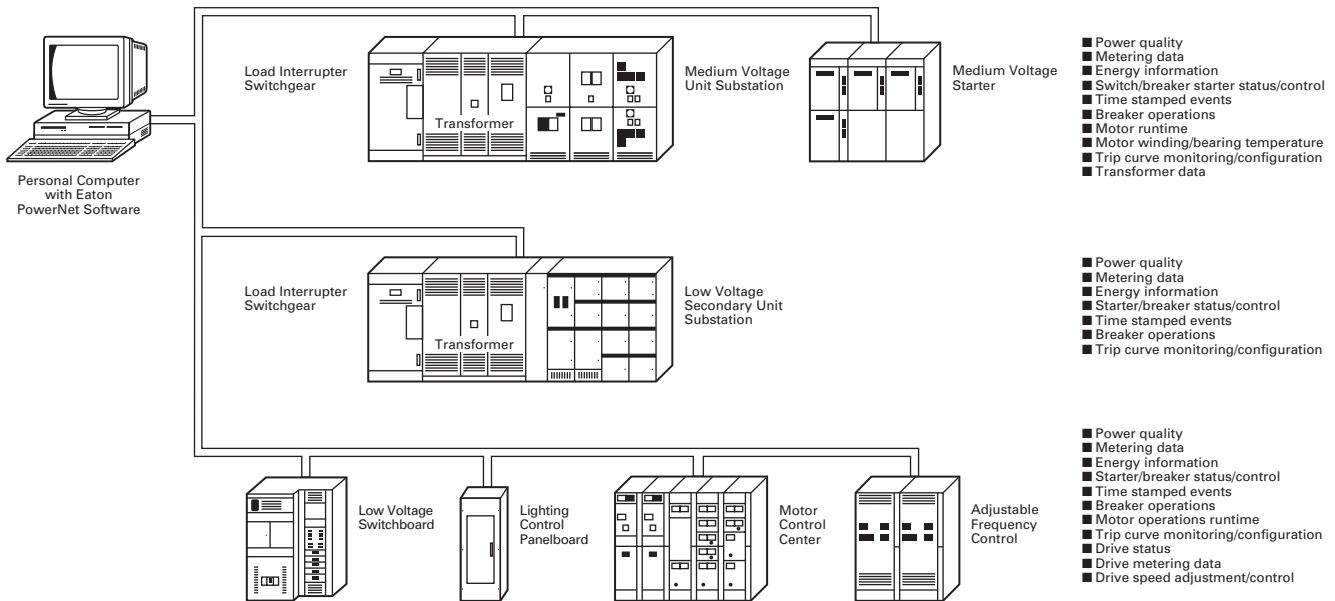 Personal Computer
with Eaton
PowerNet Software
Load Interrupter
Switchgear
Transformer
Medium Voltage
Unit Substation
Medium Voltage
Starter
■ Power quality
■ Metering data
■ Energy information
■ Switch/breaker starter status/control
■ Time stamped events
■ Breaker operations
■ Motor runtime
■ Motor winding/bearing temperature
■ Trip curve monitoring/configuration
■ Transformer data
Load Interrupter
Switchgear
Transformer
Low Voltage
Secondary Unit
Substation
■ Power quality
■ Metering data
■ Energy information
■ Starter/breaker status/control
■ Time stamped events
■ Breaker operations
■ Trip curve monitoring/configuration
Low Voltage
Switchboard
Lighting
Control
Panelboard
Motor
Control
Center
Adjustable
Frequency
Control
■ Power quality
■ Metering data
■ Energy information
■ Starter/breaker status/control
■ Time stamped events
■ Breaker operations
■ Motor operations runtime
■ Trip curve monitoring/configuration
■ Drive status
■ Drive metering data
■ Drive speed adjustment/control